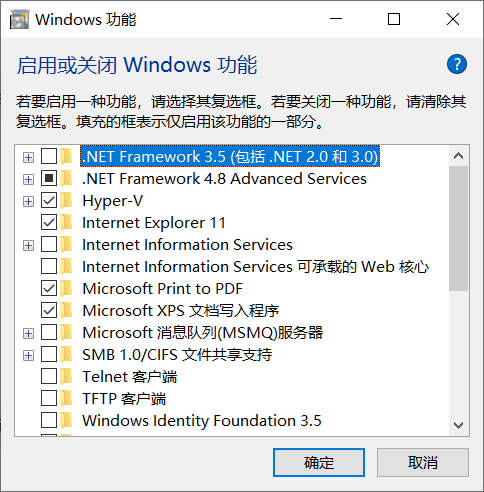 Windows 功能
启用或关闭 Windows 功能
?
若要启用一种功能，请选择其复选框。若要关闭一种功能，请清除其
复选框。填充的框表示仅启用该功能的一部分。
.NET Framework 3.5 (包括 .NET 2.0 和 3.0)
.NET Framework 4.8 Advanced Services
Hyper-V
Internet Explorer 11
Internet Information Services
Internet Information Services 可承载的 Web 核心
Microsoft Print to PDF
Microsoft XPS 文档写入程序
Microsoft 消息队列(MSMQ)服务器
SMB 1.0/CIFS 文件共享支持
Telnet 客户端
TFTP 客户端
Windows Identity Foundation 3.5
确定
取消